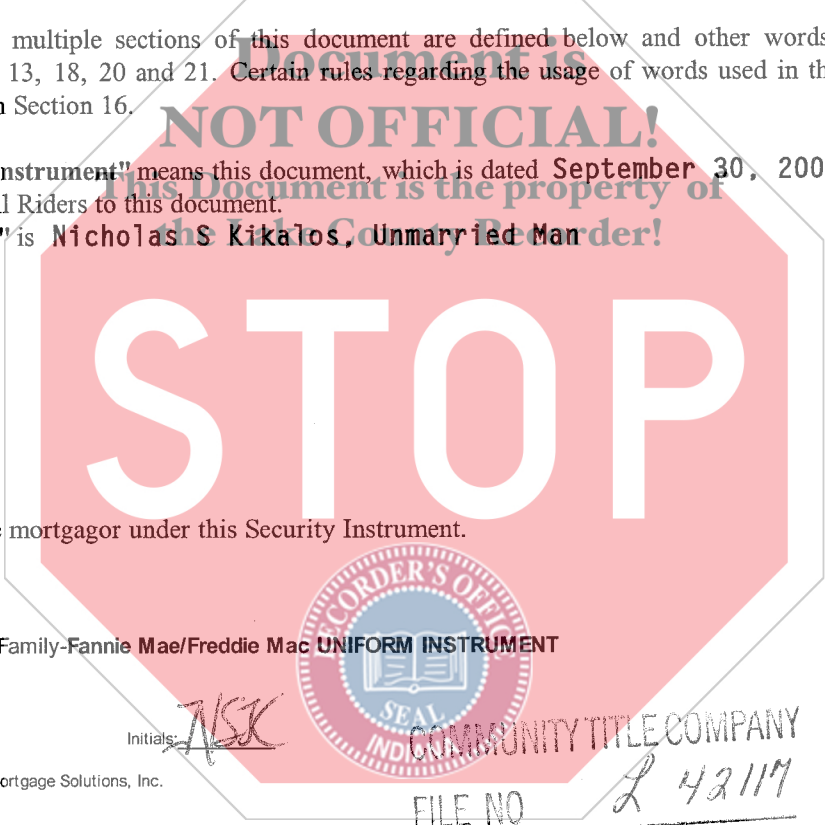 multiple sections of this document are defined below and other words
13, 18, 20 and 21. Certain rules regarding the usage of words used in th
Section 16.
Document is
NOT OFFICIAL!
This Document is the property of
the Lake County Recorder!
nstrument" means this document, which is dated September 30, 200
l Riders to this document.
" is Nicholas S Kikalos, Unmarried Man
STOP
mortgagor under this Security Instrument.
RECORDER'S OFFICE
SEAL
INDIANA
Family-Fannie Mae/Freddie Mac UNIFORM INSTRUMENT
Initials: NSK
COMMUNITY TITLE COMPANY
ortgage Solutions, Inc.
FILE NO L 42117